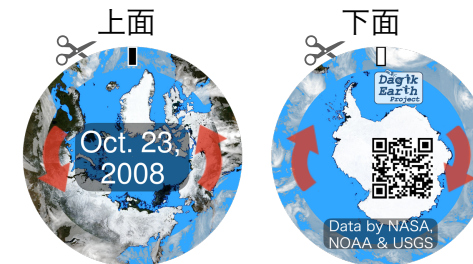 上面
下面
Oct. 23,
2008
Dagik
Earth
Project
Data by NASA,
NOAA & USGS